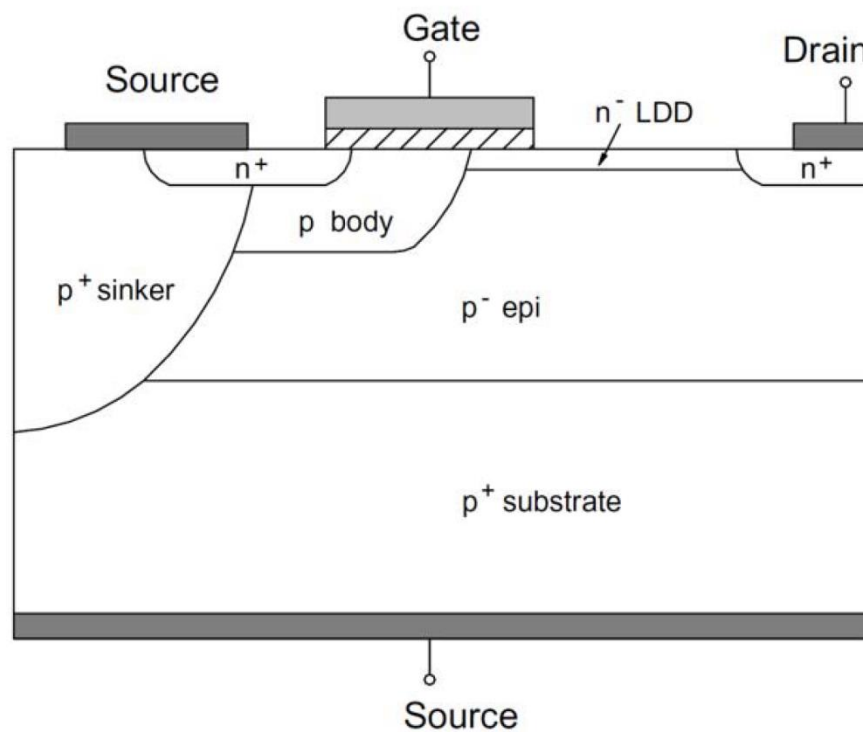 Gate
Source
Drain
n⁻ LDD
n⁺
n⁺
p body
p⁺ sinker
p⁻ epi
p⁺ substrate
Source